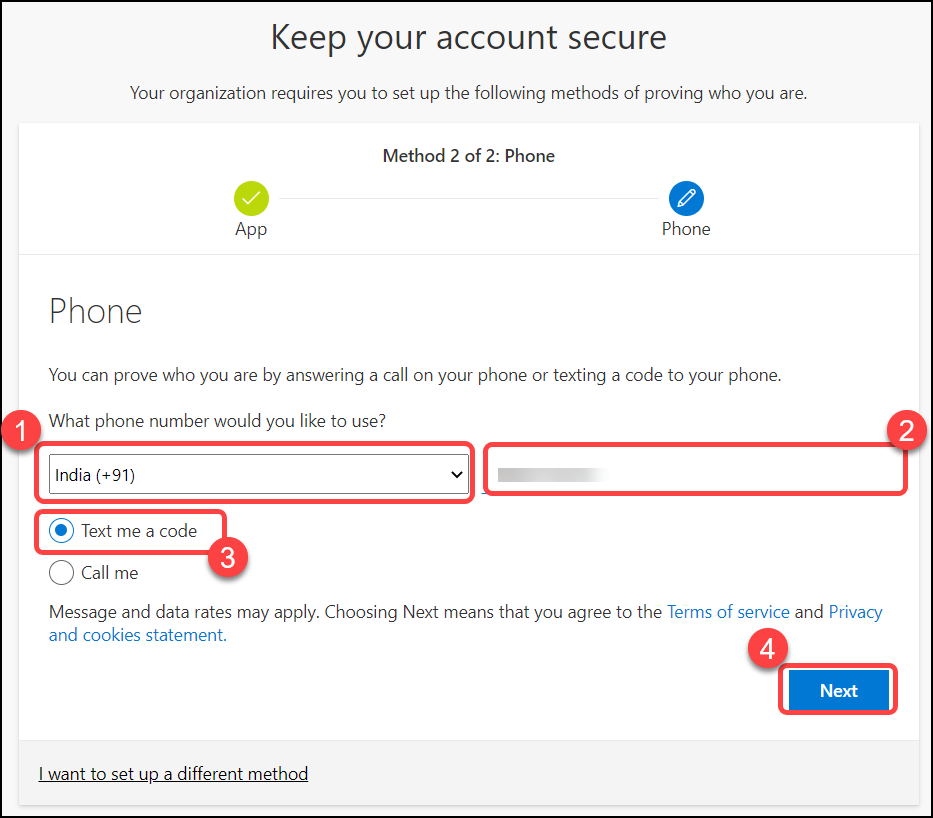 Keep your account secure
Your organization requires you to set up the following methods of proving who you are.
Method 2 of 2: Phone
App
Phone
Phone
You can prove who you are by answering a call on your phone or texting a code to your phone.
What phone number would you like to use?
1
2
India (+91)
Text me a code
3
Call me
Message and data rates may apply. Choosing Next means that you agree to the Terms of service and Privacy
and cookies statement.
4
Next
I want to set up a different method